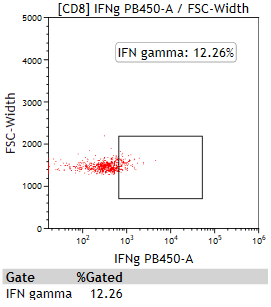 [CD8] IFNg PB450-A / FSC-Width
5000
IFN gamma: 12.26%
4000
3000
2000
1000
0
FSC-Width
10² 10³ 10⁴ 10⁵ 10⁶
IFNg PB450-A
Gate %Gated
IFN gamma 12.26